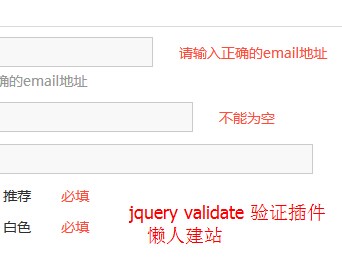 请输入正确的email地址
确的email地址
不能为空
推荐 必填
白色 必填
jquery validate 验证插件
懒人建站